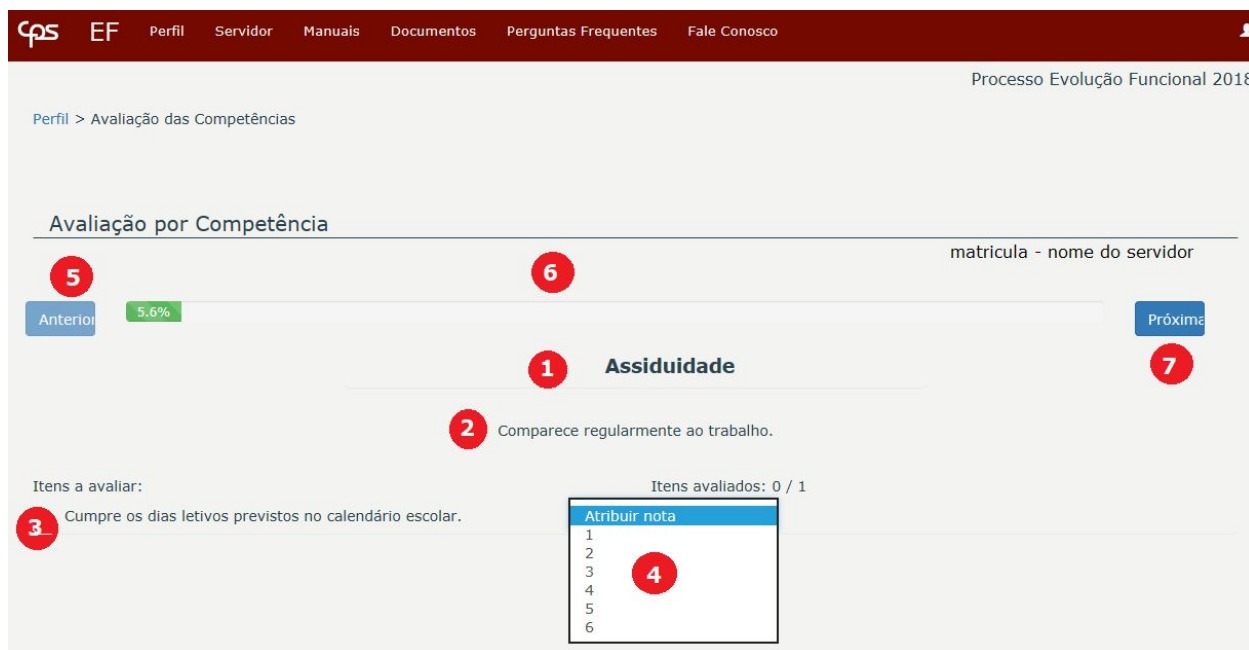 cps EF Perfil Servidor Manuais Documentos Perguntas Frequentes Fale Conosco
Processo Evolução Funcional 2018
Perfil > Avaliação das Competências
Avaliação por Competência
matricula - nome do servidor
5
6
Anterior
5.6%
Próxima
1
Assiduidade
7
2
Comparece regularmente ao trabalho.
Itens a avaliar:
Itens avaliados: 0 / 1
3
Cumpre os dias letivos previstos no calendário escolar.
Atribuir nota
1
2
3
4
5
6
4